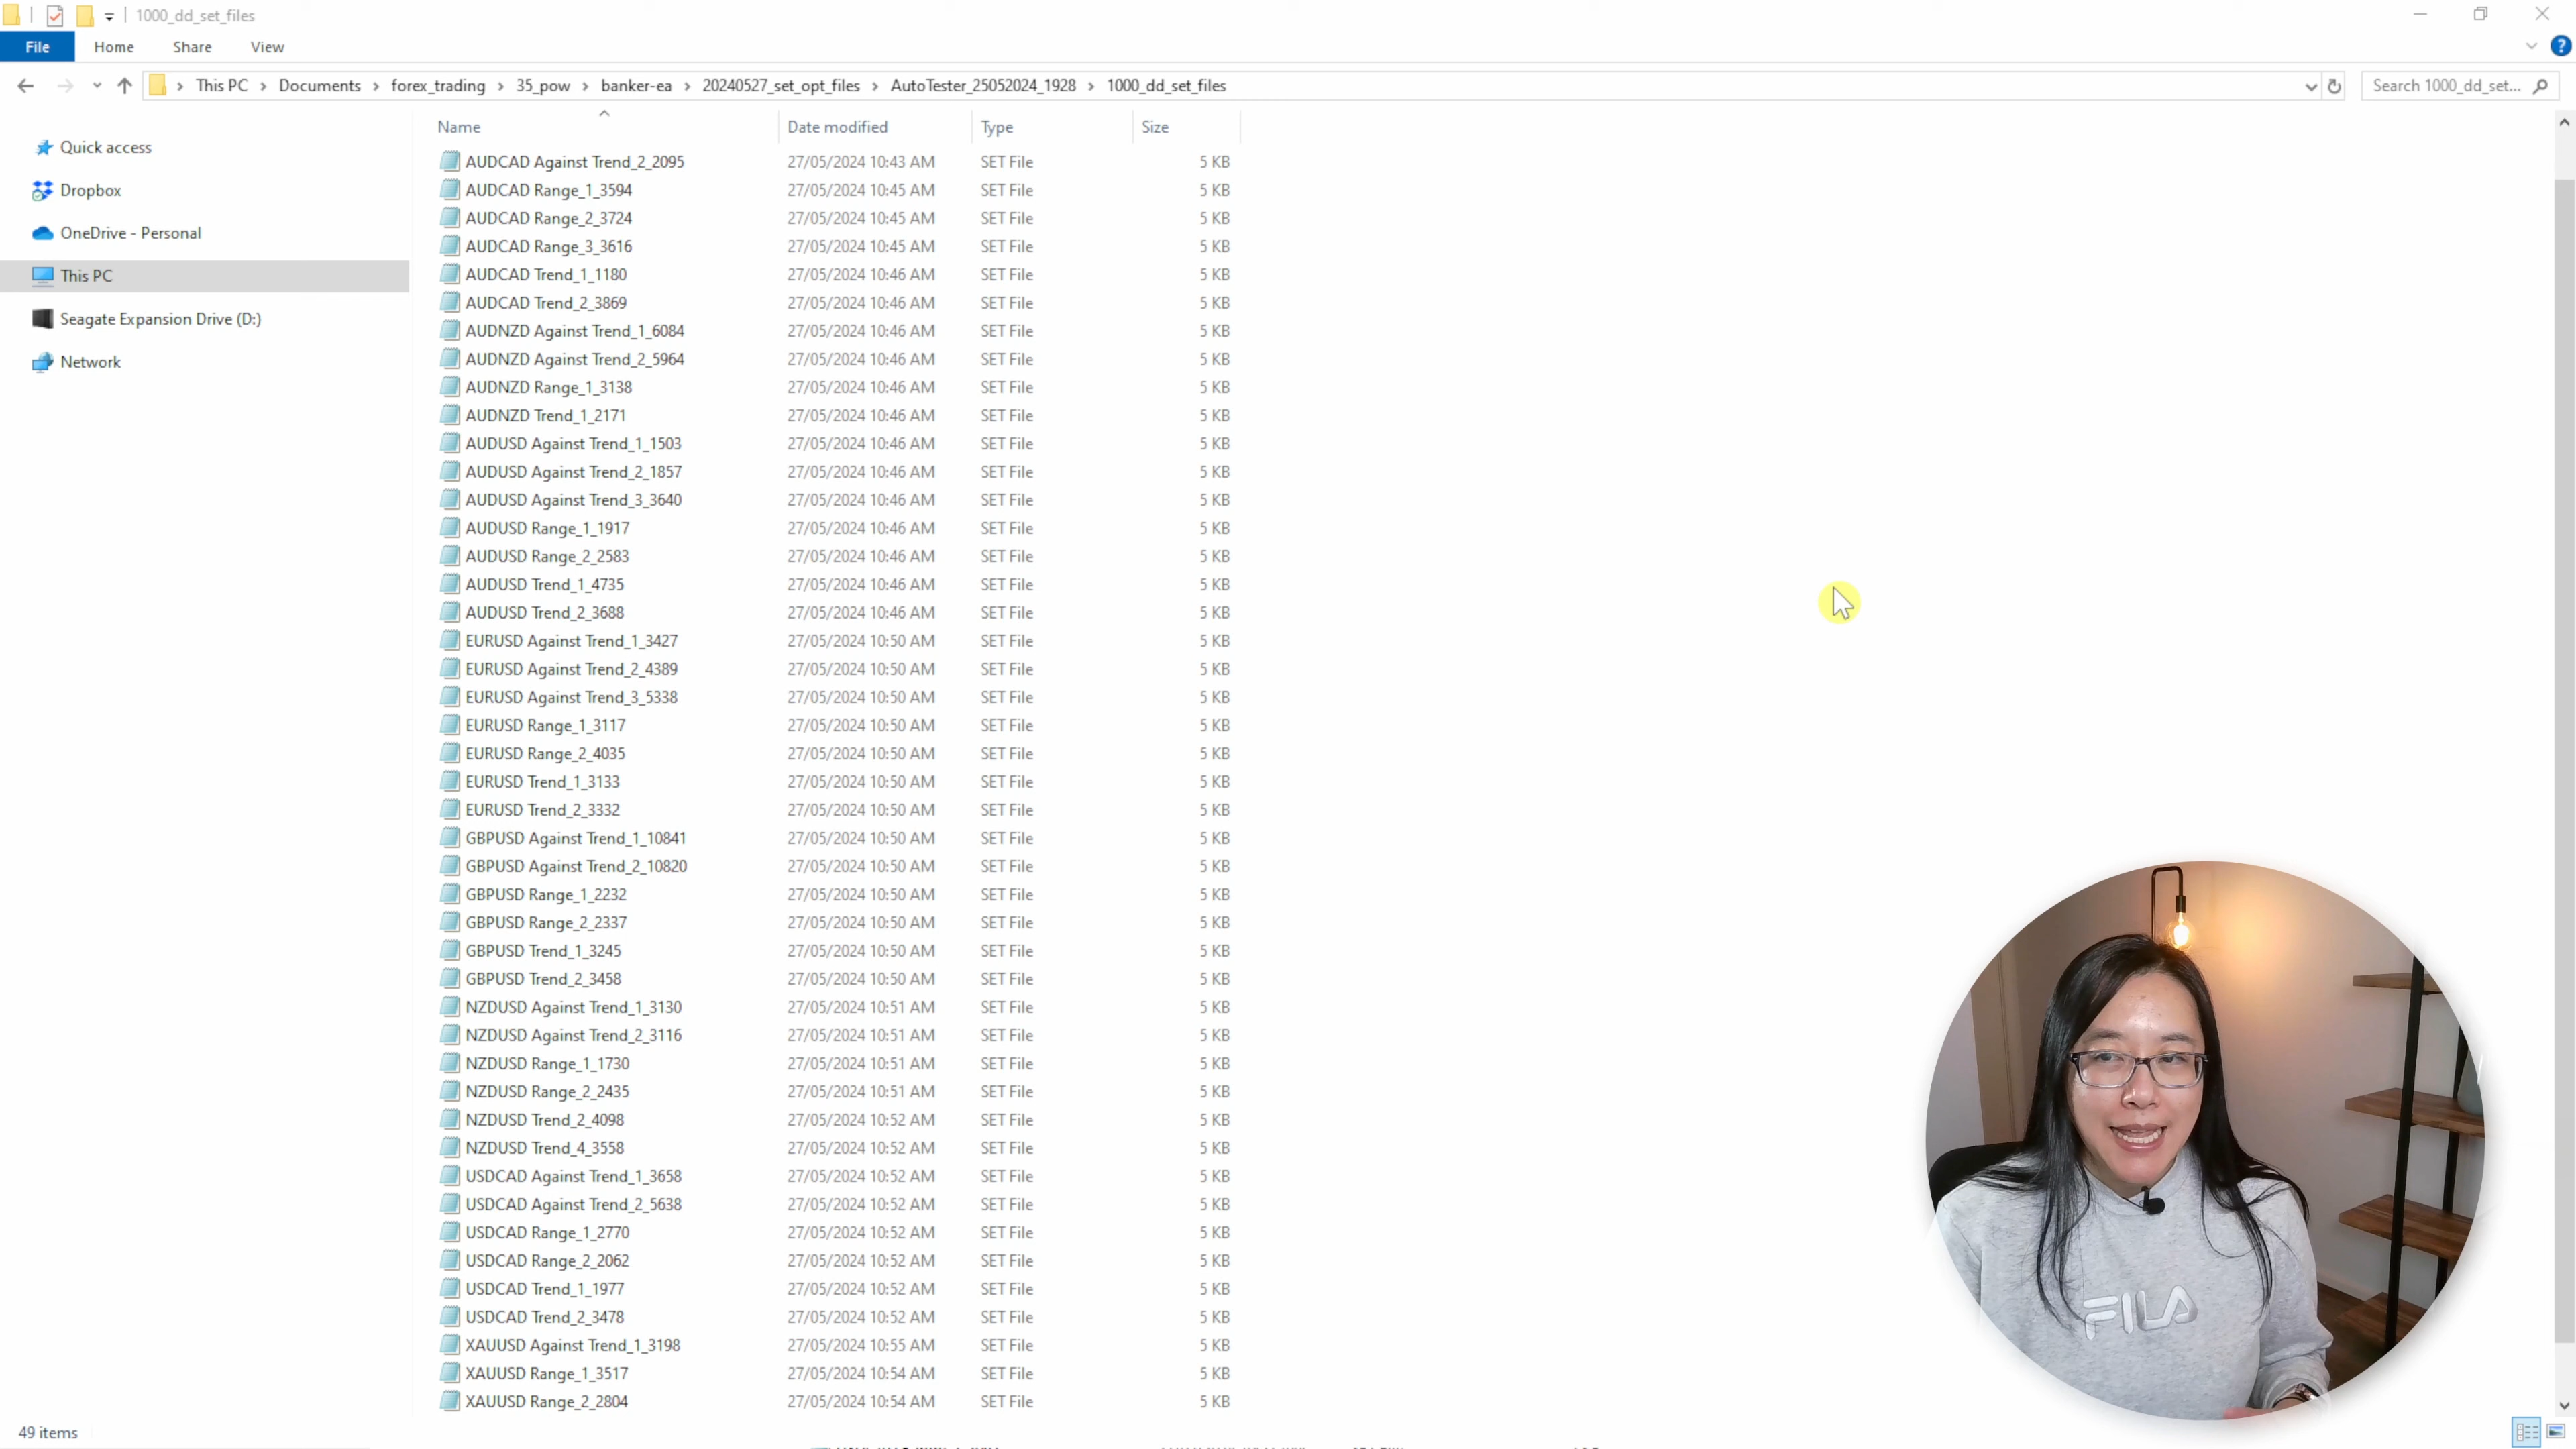 1000_dd_set_files
File Home Share View
This PC Documents forex_trading 35_pow banker-ea 20240527_set_opt_files AutoTester_25052024_1928 1000_dd_set_files Search 1000_dd_set...
Name Date modified Type Size
Quick access
Dropbox
OneDrive - Personal
This PC
Seagate Expansion Drive (D:)
Network
AUDCAD Against Trend_2_2095 27/05/2024 10:43 AM SET File 5 KB
AUDCAD Range_1_3594 27/05/2024 10:45 AM SET File 5 KB
AUDCAD Range_2_3724 27/05/2024 10:45 AM SET File 5 KB
AUDCAD Range_3_3616 27/05/2024 10:45 AM SET File 5 KB
AUDCAD Trend_1_1180 27/05/2024 10:46 AM SET File 5 KB
AUDCAD Trend_2_3869 27/05/2024 10:46 AM SET File 5 KB
AUDNZD Against Trend_1_6084 27/05/2024 10:46 AM SET File 5 KB
AUDNZD Against Trend_2_5964 27/05/2024 10:46 AM SET File 5 KB
AUDNZD Range_1_3138 27/05/2024 10:46 AM SET File 5 KB
AUDNZD Trend_1_2171 27/05/2024 10:46 AM SET File 5 KB
AUDUSD Against Trend_1_1503 27/05/2024 10:46 AM SET File 5 KB
AUDUSD Against Trend_2_1857 27/05/2024 10:46 AM SET File 5 KB
AUDUSD Against Trend_3_3640 27/05/2024 10:46 AM SET File 5 KB
AUDUSD Range_1_1917 27/05/2024 10:46 AM SET File 5 KB
AUDUSD Range_2_2583 27/05/2024 10:46 AM SET File 5 KB
AUDUSD Trend_1_4735 27/05/2024 10:46 AM SET File 5 KB
AUDUSD Trend_2_3688 27/05/2024 10:46 AM SET File 5 KB
EURUSD Against Trend_1_3427 27/05/2024 10:50 AM SET File 5 KB
EURUSD Against Trend_2_4389 27/05/2024 10:50 AM SET File 5 KB
EURUSD Against Trend_3_5338 27/05/2024 10:50 AM SET File 5 KB
EURUSD Range_1_3117 27/05/2024 10:50 AM SET File 5 KB
EURUSD Range_2_4035 27/05/2024 10:50 AM SET File 5 KB
EURUSD Trend_1_3133 27/05/2024 10:50 AM SET File 5 KB
EURUSD Trend_2_3332 27/05/2024 10:50 AM SET File 5 KB
GBPUSD Against Trend_1_10841 27/05/2024 10:50 AM SET File 5 KB
GBPUSD Against Trend_2_10820 27/05/2024 10:50 AM SET File 5 KB
GBPUSD Range_1_2232 27/05/2024 10:50 AM SET File 5 KB
GBPUSD Range_2_2337 27/05/2024 10:50 AM SET File 5 KB
GBPUSD Trend_1_3245 27/05/2024 10:50 AM SET File 5 KB
GBPUSD Trend_2_3458 27/05/2024 10:50 AM SET File 5 KB
NZDUSD Against Trend_1_3130 27/05/2024 10:51 AM SET File 5 KB
NZDUSD Against Trend_2_3116 27/05/2024 10:51 AM SET File 5 KB
NZDUSD Range_1_1730 27/05/2024 10:51 AM SET File 5 KB
NZDUSD Range_2_2435 27/05/2024 10:51 AM SET File 5 KB
NZDUSD Trend_2_4098 27/05/2024 10:52 AM SET File 5 KB
NZDUSD Trend_4_3558 27/05/2024 10:52 AM SET File 5 KB
USDCAD Against Trend_1_3658 27/05/2024 10:52 AM SET File 5 KB
USDCAD Against Trend_2_5638 27/05/2024 10:52 AM SET File 5 KB
USDCAD Range_1_2770 27/05/2024 10:52 AM SET File 5 KB
USDCAD Range_2_2062 27/05/2024 10:52 AM SET File 5 KB
USDCAD Trend_1_1977 27/05/2024 10:52 AM SET File 5 KB
USDCAD Trend_2_3478 27/05/2024 10:52 AM SET File 5 KB
XAUUSD Against Trend_1_3198 27/05/2024 10:55 AM SET File 5 KB
XAUUSD Range_1_3517 27/05/2024 10:54 AM SET File 5 KB
XAUUSD Range_2_2804 27/05/2024 10:54 AM SET File 5 KB
FILA
49 items